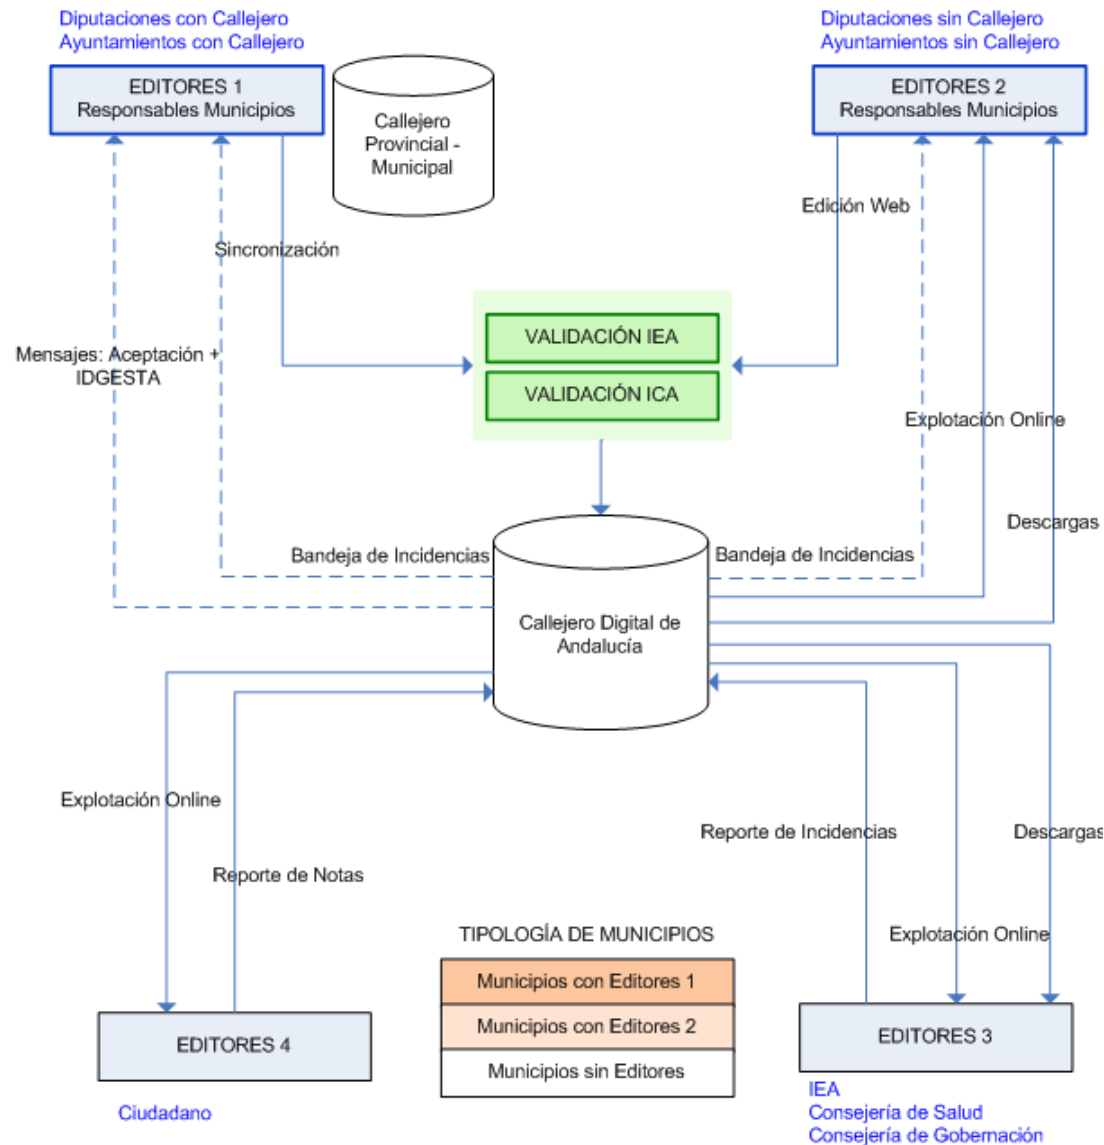 Diputaciones con Callejero
Ayuntamientos con Callejero
Diputaciones sin Callejero
Ayuntamientos sin Callejero
EDITORES 1
Responsables Municipios
Callejero
Provincial -
Municipal
EDITORES 2
Responsables Municipios
Edición Web
Sincronización
VALIDACIÓN IEA
VALIDACIÓN ICA
Mensajes: Aceptación +
IDGESTA
Explotación Online
Descargas
Bandeja de Incidencias
Bandeja de Incidencias
Callejero Digital de
Andalucía
Explotación Online
Reporte de Notas
Reporte de Incidencias
Descargas
Explotación Online
TIPOLOGÍA DE MUNICIPIOS
Municipios con Editores 1
Municipios con Editores 2
Municipios sin Editores
EDITORES 4
EDITORES 3
Ciudadano
IEA
Consejería de Salud
Consejería de Gobernación